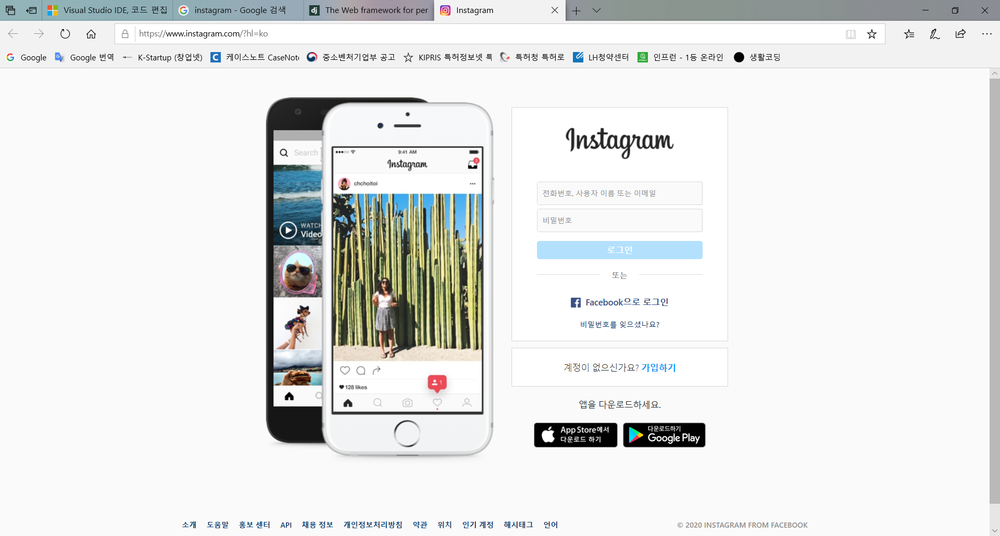 Visual Studio IDE, 코드 편집
instagram - Google 검색
The Web framework for per
Instagram
https://www.instagram.com/?hl=ko
Google
Google 번역
K-Startup (창업넷)
케이스노트 CaseNote
중소벤처기업부 공고
KIPRIS 특허정보넷 특
특허청 특허로
LH청약센터
인프런 - 1등 온라인
생활코딩
Search
WATCH
Video
9:41 AM
Instagram
2
chchoitoi
1
128 likes
Instagram
전화번호, 사용자 이름 또는 이메일
비밀번호
로그인
또는
Facebook으로 로그인
비밀번호를 잊으셨나요?
계정이 없으신가요? 가입하기
앱을 다운로드하세요.
App Store에서
다운로드 하기
다운로드하기
Google Play
소개 도움말 홍보 센터 API 채용 정보 개인정보처리방침 약관 위치 인기 계정 해시태그 언어
© 2020 INSTAGRAM FROM FACEBOOK